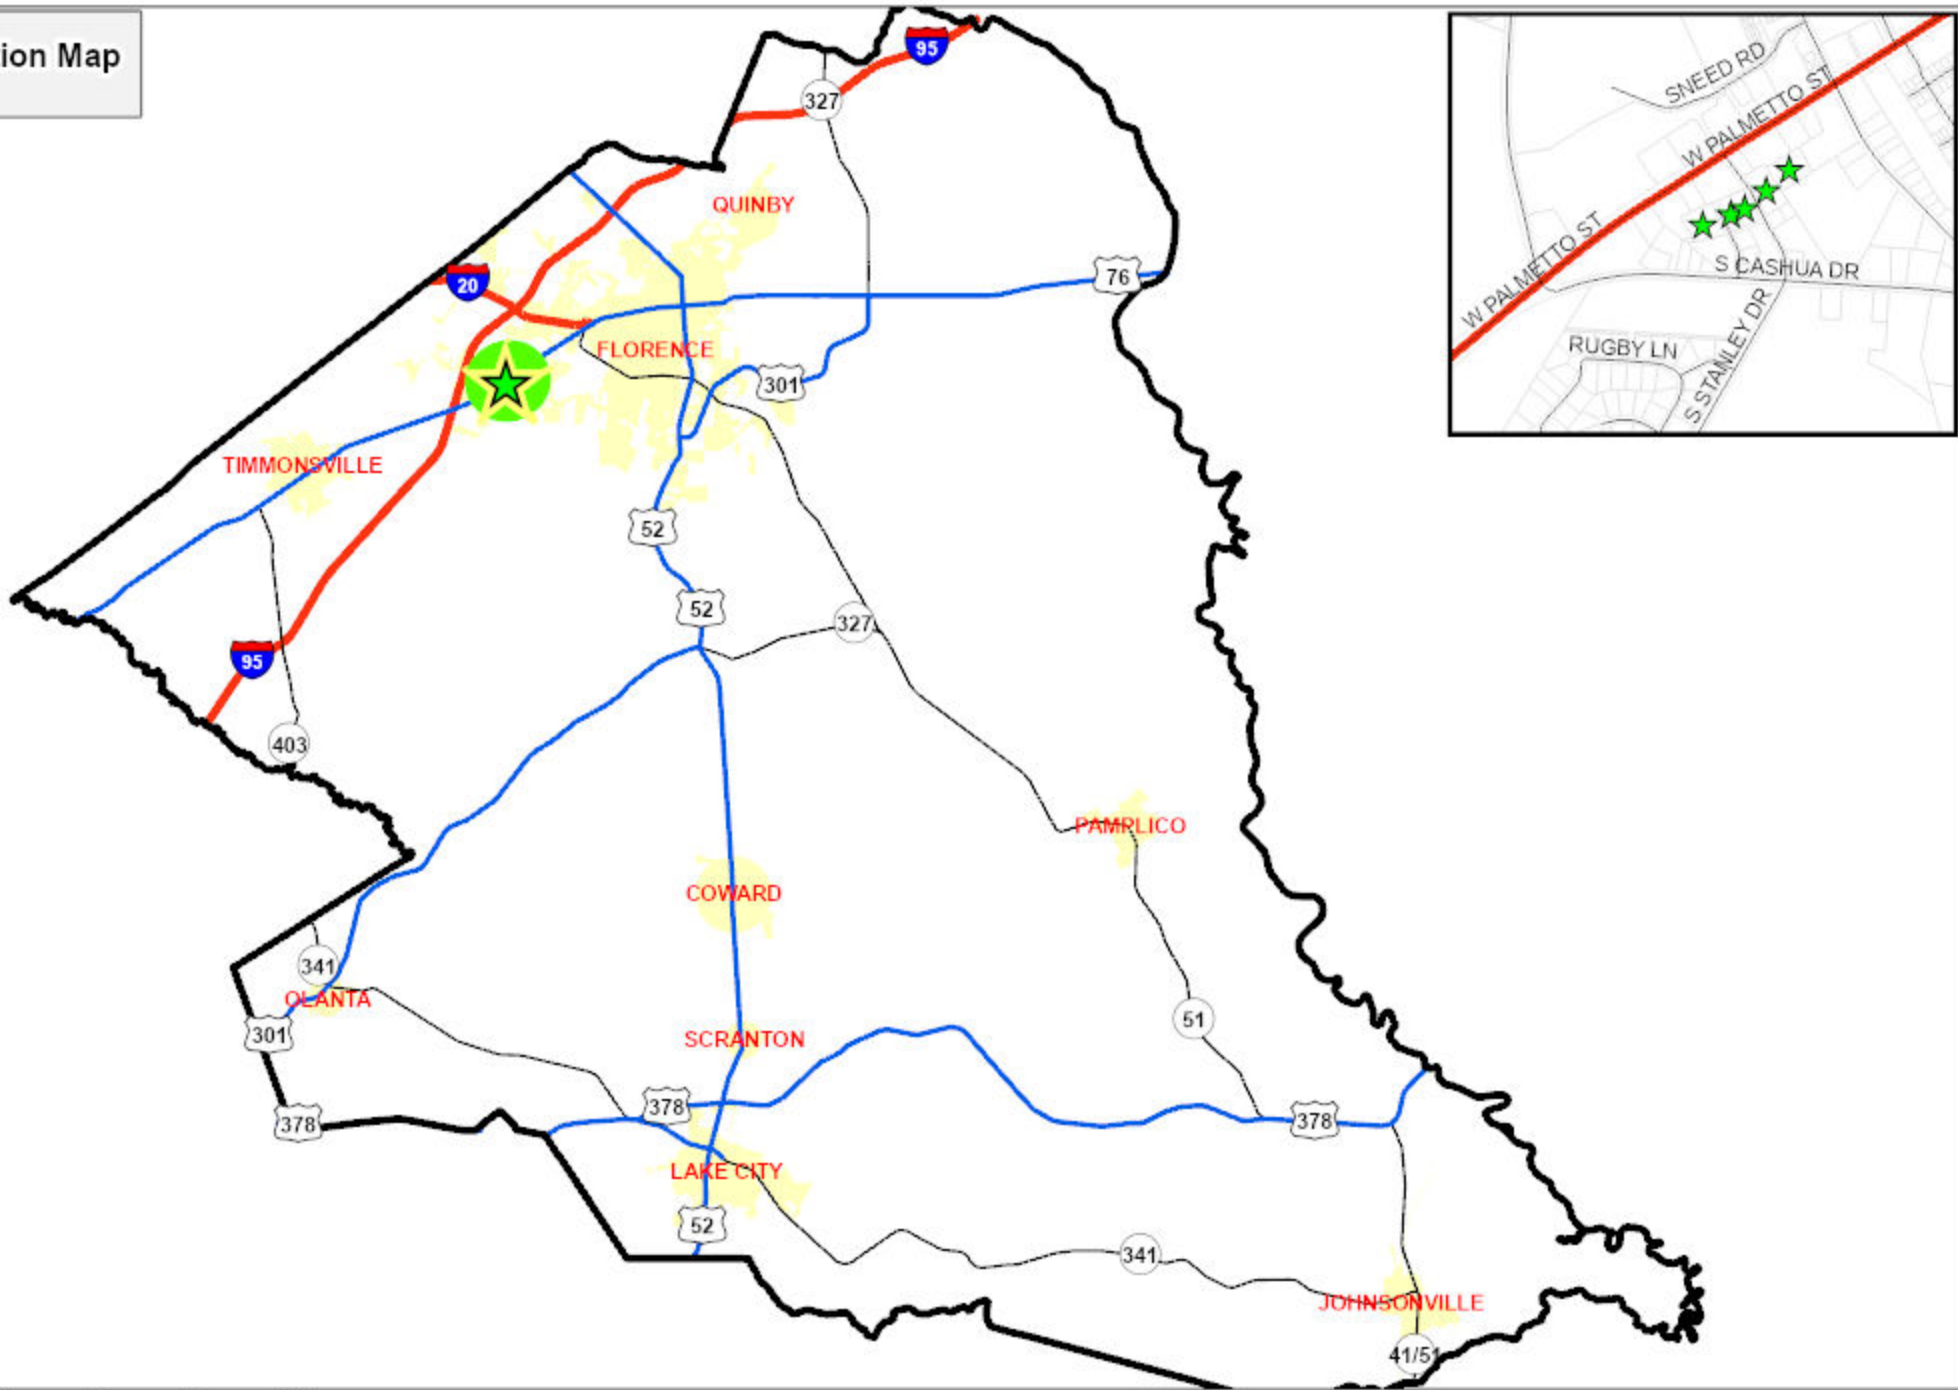 ion Map
95
327
QUINBY
20
76
FLORENCE
301
TIMMONSVILLE
52
52
327
95
403
PAMPLICO
COWARD
341
OLANTA
301
51
SCRANTON
378
378
378
LAKE CITY
52
341
JOHNSONVILLE
41/51
SNEED RD
W PALMETTO ST
W PALMETTO ST
S CASHUA DR
RUGBY LN
S STANLEY DR